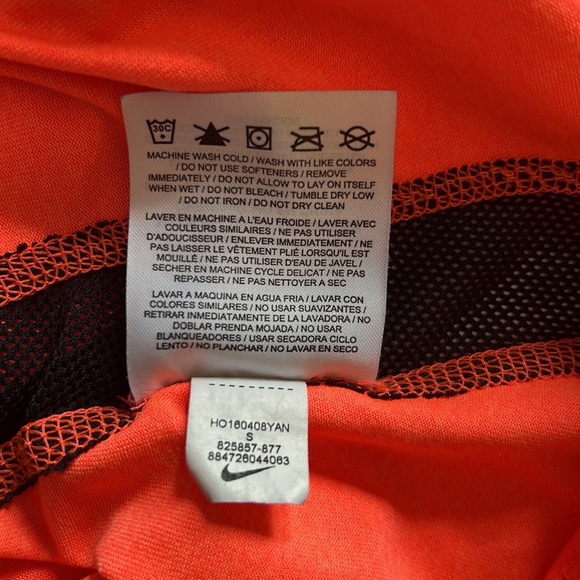 30C
MACHINE WASH COLD / WASH WITH LIKE COLORS
/ DO NOT USE SOFTENERS / REMOVE
IMMEDIATELY / DO NOT ALLOW TO LAY ON ITSELF
WHEN WET / DO NOT BLEACH / TUMBLE DRY LOW
/ DO NOT IRON / DO NOT DRY CLEAN
LAVER EN MACHINE A L'EAU FROIDE / LAVER AVEC
COULEURS SIMILAIRES / NE PAS UTILISER
D'ADOUCISSEUR / ENLEVER IMMEDIATEMENT / NE
PAS LAISSER LE VÊTEMENT PLIÉ LORSQU'IL EST
MOUILLÉ / NE PAS UTILISER D'EAU DE JAVEL /
SECHER EN MACHINE CYCLE DELICAT / NE PAS
REPASSER / NE PAS NETTOYER A SEC
LAVAR A MAQUINA EN AGUA FRIA / LAVAR CON
COLORES SIMILARES / NO USAR SUAVIZANTES /
RETIRAR INMEDIATAMENTE DE LA LAVADORA / NO
DOBLAR PRENDA MOJADA / NO USAR
BLANQUEADORES / USAR SECADORA CICLO
LENTO / NO PLANCHAR / NO LAVAR EN SECO
HO160408YAN
S
825857-877
884726044063